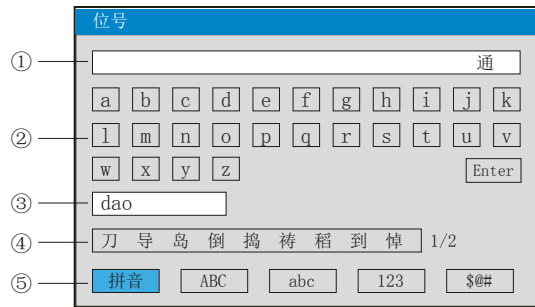 位号
① 通
a b c d e f g h i j k
② l m n o p q r s t u v
w x y z Enter
③ dao
④ 刀 导 岛 倒 捣 祷 稻 到 悼 1/2
⑤ 拼音 ABC abc 123 $@#